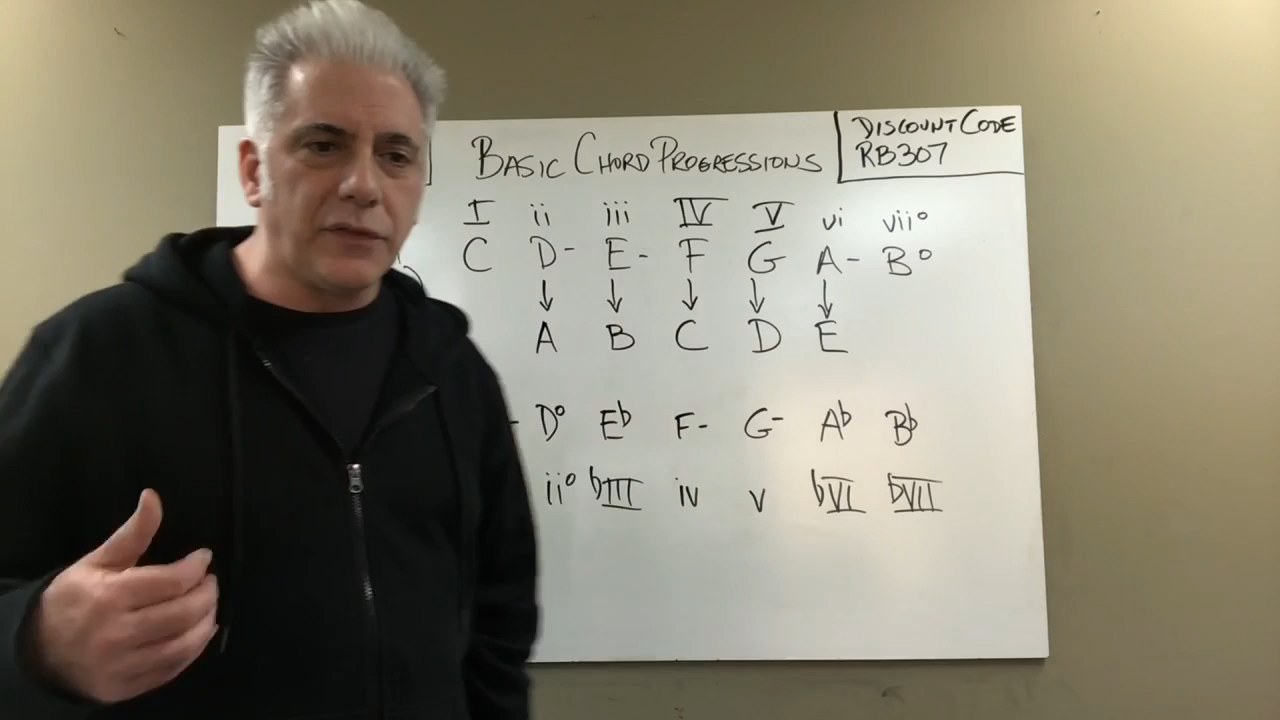 BASIC CHORD PROGRESSIONS
DISCOUNT CODE
RB307
I ii iii IV V vi vii°
C D- E- F G A- B°
↓ ↓ ↓ ↓ ↓
A B C D E
- D° E♭ F- G- A♭ B♭
ii° ♭III iv v ♭VI ♭VII